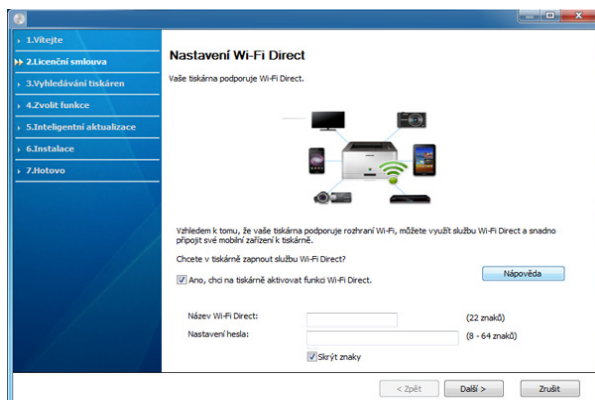 1.Vítejte
2.Licenční smlouva
3.Vyhledávání tiskáren
4.Zvolit funkce
5.Inteligentní aktualizace
6.Instalace
7.Hotovo
Nastavení Wi-Fi Direct
Vaše tiskárna podporuje Wi-Fi Direct.
Vzhledem k tomu, že vaše tiskárna podporuje rozhraní Wi-Fi, můžete využít službu Wi-Fi Direct a snadno
připojit své mobilní zařízení k tiskárně.
Chcete v tiskárně zapnout službu Wi-Fi Direct?
Ano, chci na tiskárně aktivovat funkci Wi-Fi Direct.
Nápověda
Název Wi-Fi Direct: (22 znaků)
Nastavení hesla: (8 - 64 znaků)
Skrýt znaky
< Zpět Další > Zrušit